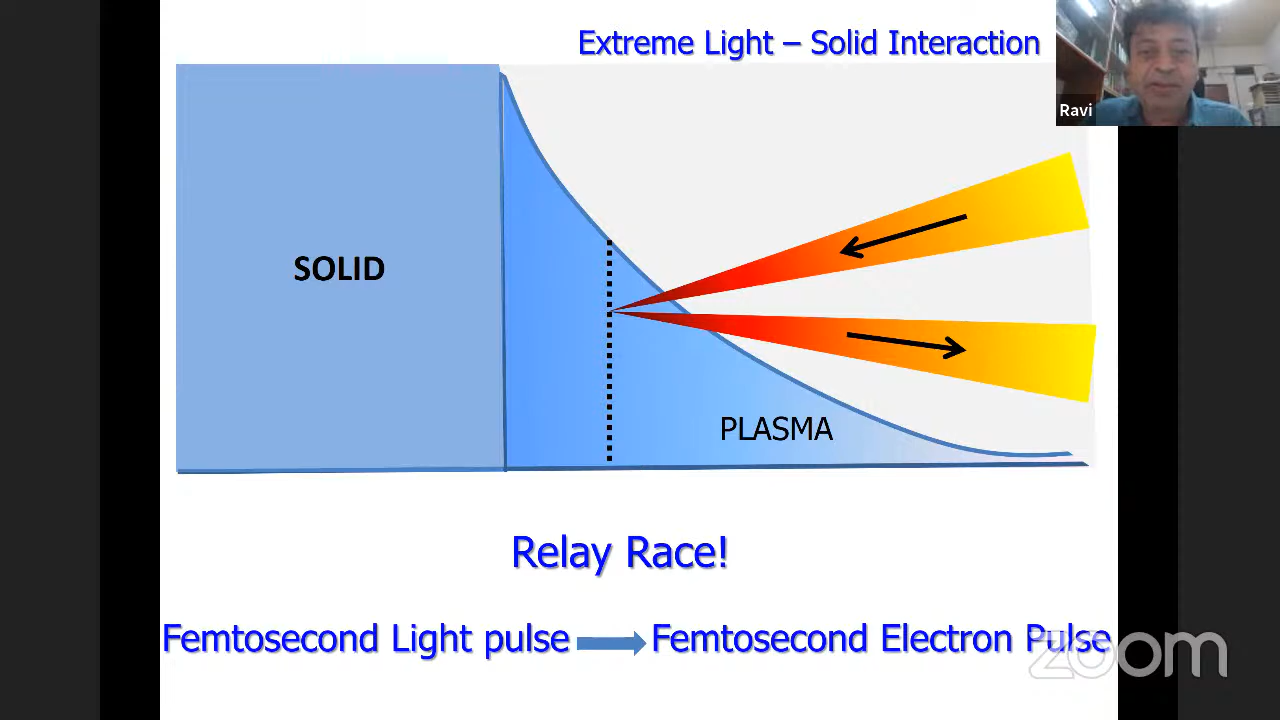 Extreme Light – Solid Interaction
Ravi
SOLID
PLASMA
Relay Race!
Femtosecond Light pulse Femtosecond Electron Pulse
zoom